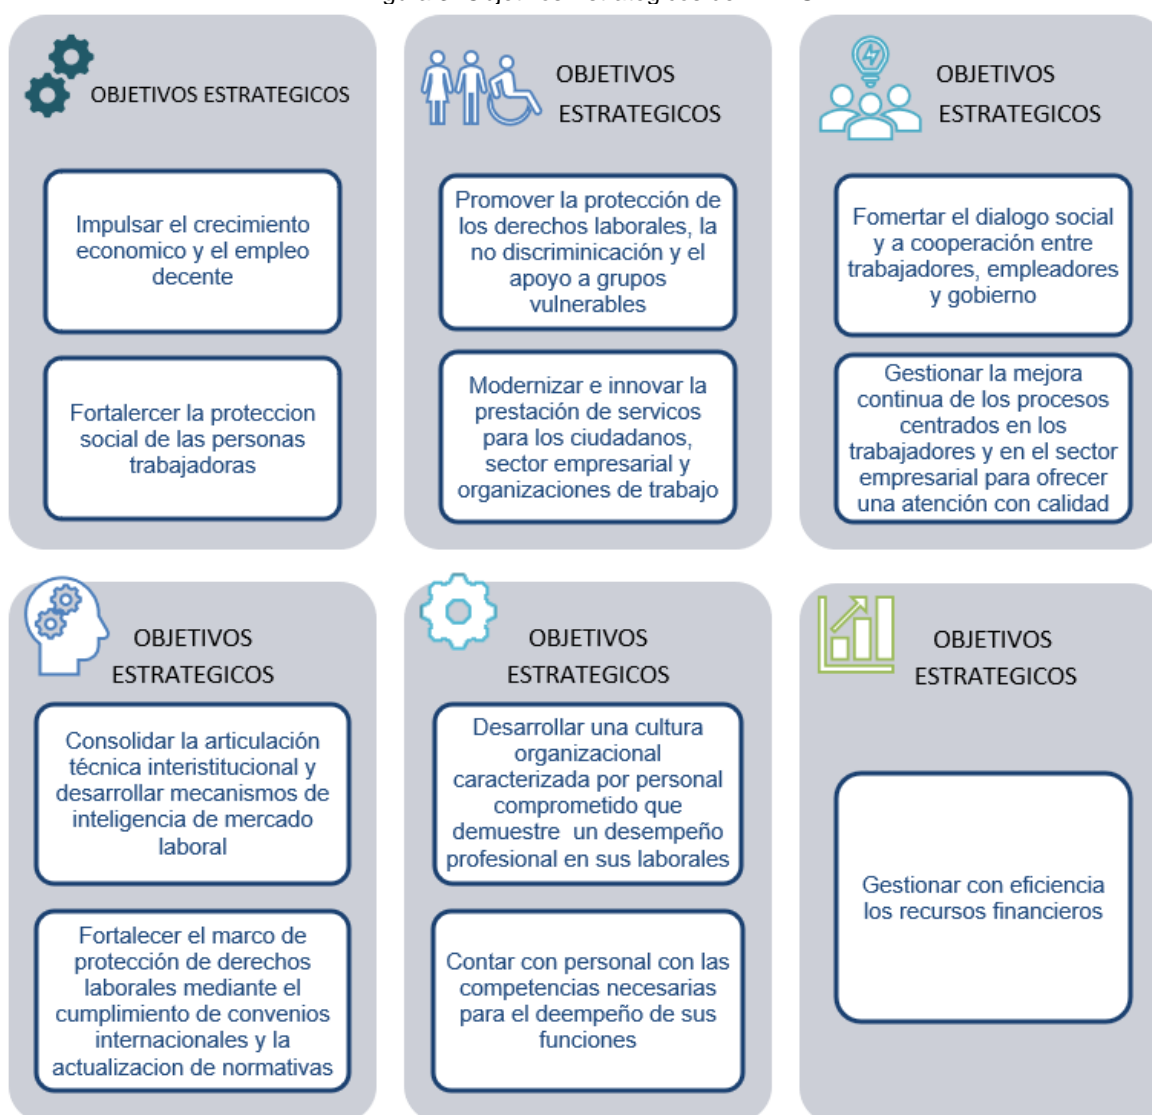 OBJETIVOS ESTRATEGICOS
Impulsar el crecimiento
economico y el empleo
decente
Fortalercer la proteccion
social de las personas
trabajadoras
OBJETIVOS
ESTRATEGICOS
Promover la protección de
los derechos laborales, la
no discriminicación y el
apoyo a grupos
vulnerables
Modernizar e innovar la
prestación de servicos
para los ciudadanos,
sector empresarial y
organizaciones de trabajo
OBJETIVOS
ESTRATEGICOS
Fomertar el dialogo social
y a cooperación entre
trabajadores, empleadores
y gobierno
Gestionar la mejora
continua de los procesos
centrados en los
trabajadores y en el sector
empresarial para ofrecer
una atención con calidad
OBJETIVOS
ESTRATEGICOS
Consolidar la articulación
técnica interistitucional y
desarrollar mecanismos de
inteligencia de mercado
laboral
Fortalecer el marco de
protección de derechos
laborales mediante el
cumplimiento de convenios
internacionales y la
actualizacion de normativas
OBJETIVOS
ESTRATEGICOS
Desarrollar una cultura
organizacional
caracterizada por personal
comprometido que
demuestre un desempeño
profesional en sus laborales
Contar con personal con las
competencias necesarias
para el deempeño de sus
funciones
OBJETIVOS
ESTRATEGICOS
Gestionar con eficiencia
los recursos financieros